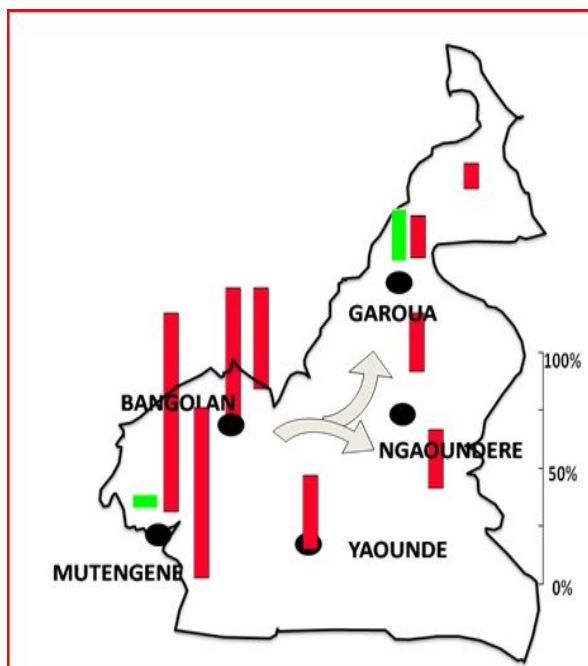 GAROUA
100%
BANGOLAN
NGAOUNDERE
50%
YAOUNDE
MUTENGENE
0%